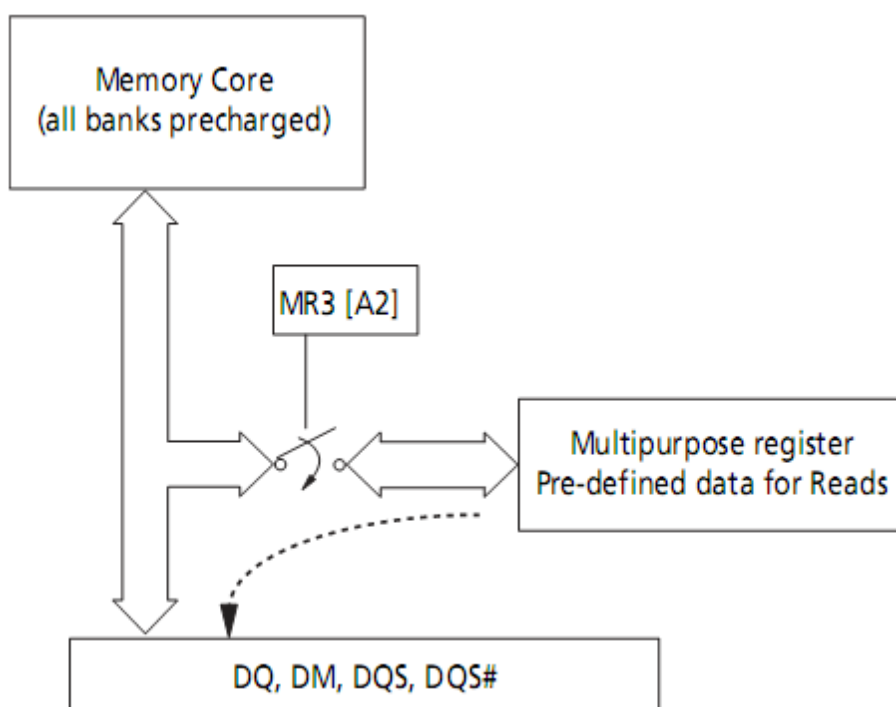 Memory Core
(all banks precharged)
MR3 [A2]
Multipurpose register
Pre-defined data for Reads
DQ, DM, DQS, DQS#